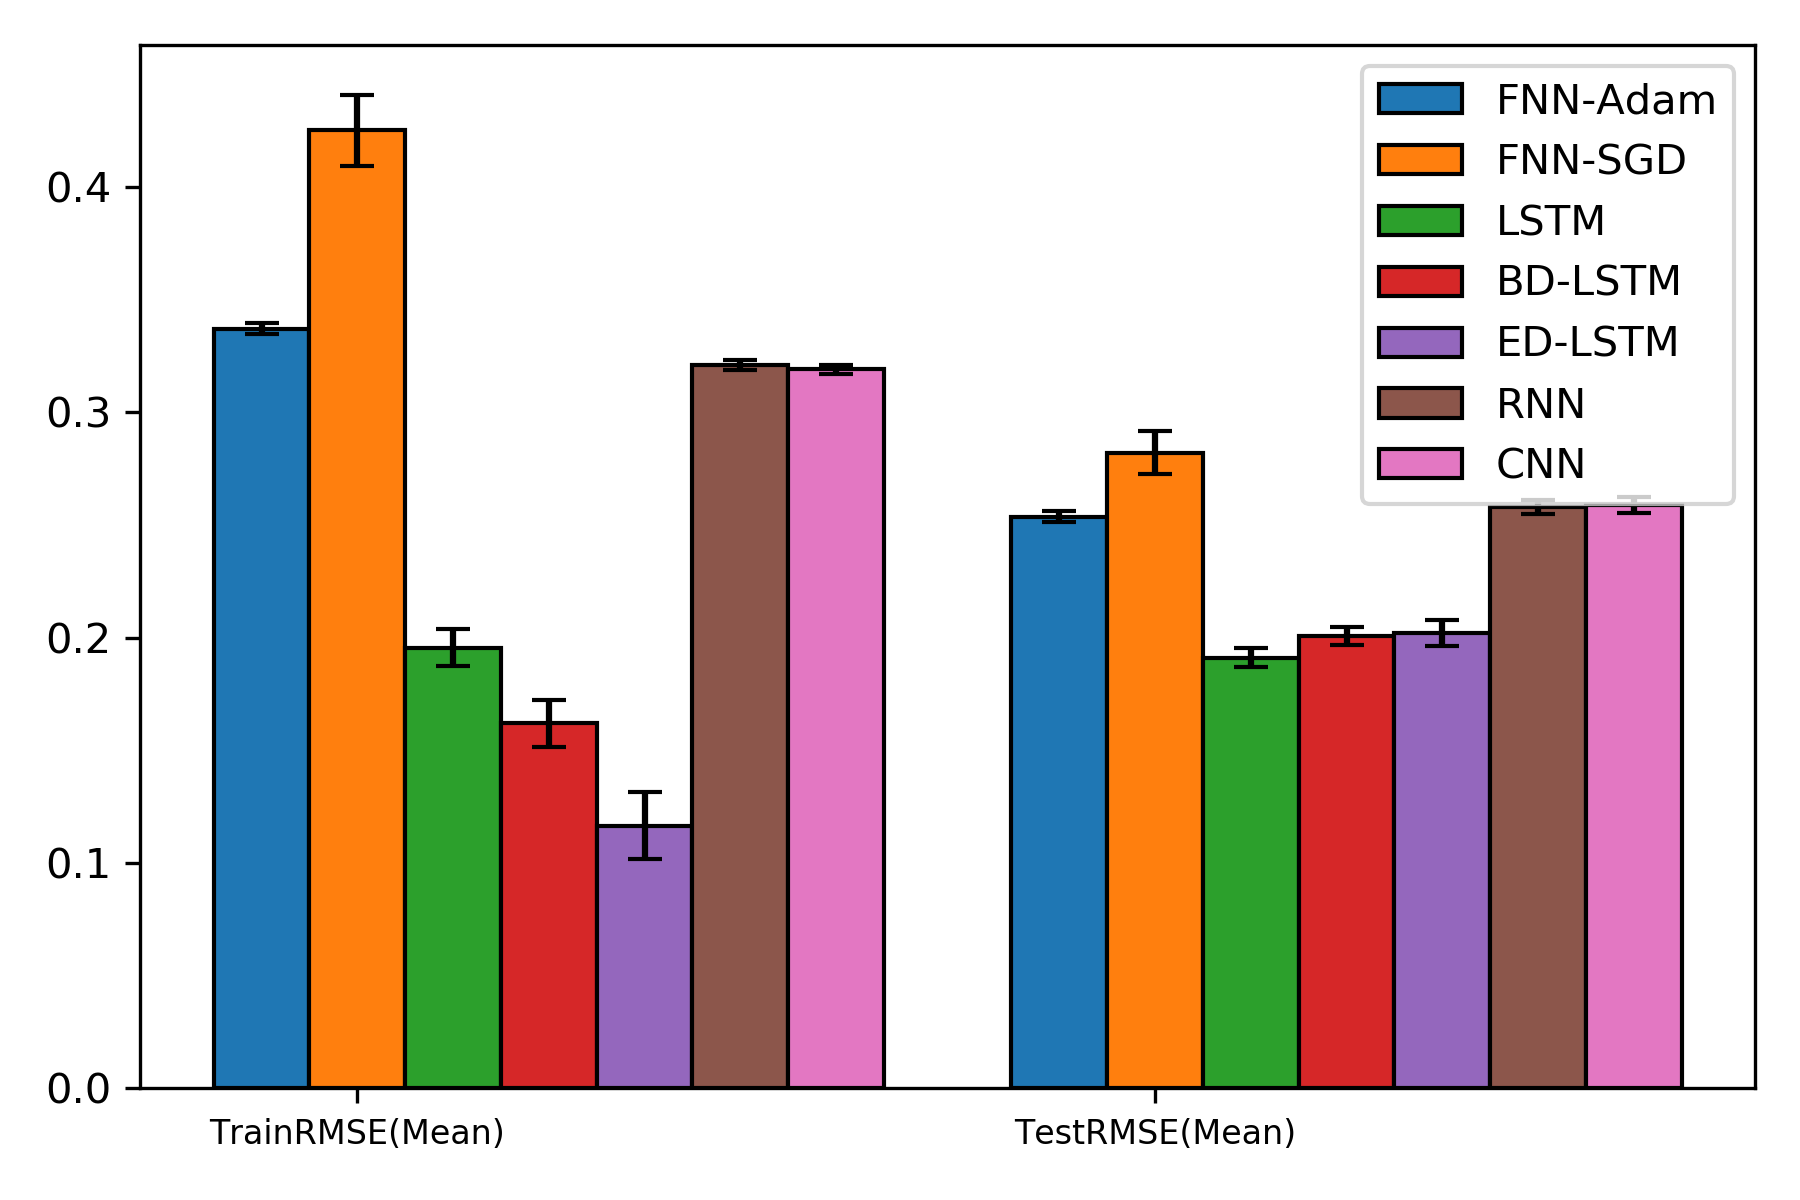 0.4
0.3
0.2
0.1
0.0
TrainRMSE(Mean)
TestRMSE(Mean)
FNN-Adam
FNN-SGD
LSTM
BD-LSTM
ED-LSTM
RNN
CNN